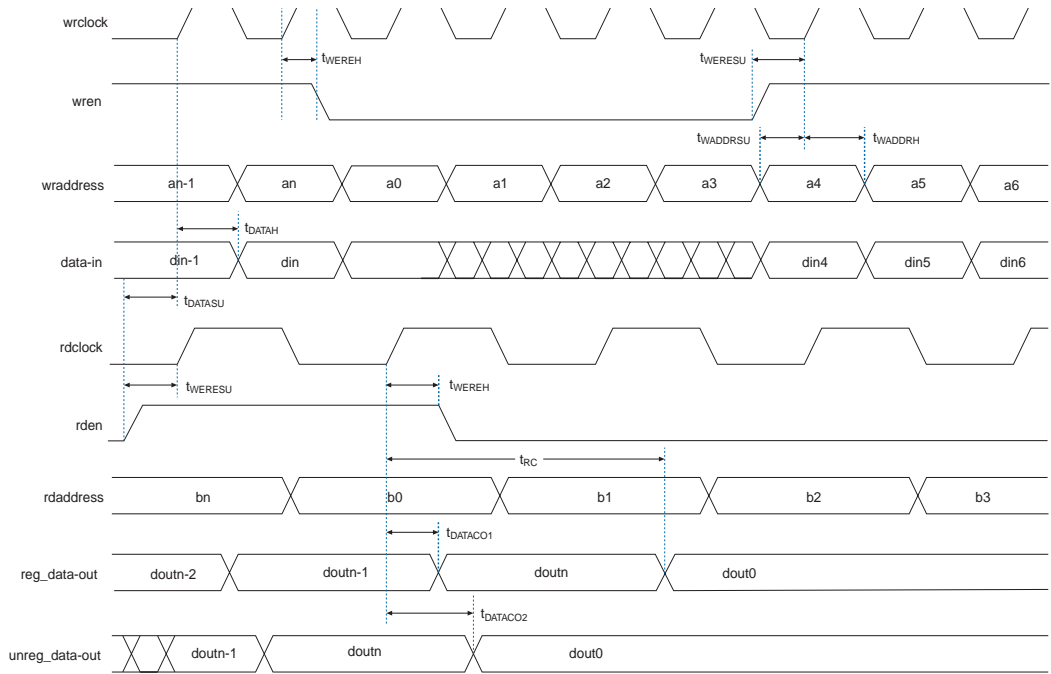 wrclock
tWEREH
tWERESU
wren
tWADDRSU
tWADDRH
wraddress an-1 an a0 a1 a2 a3 a4 a5 a6
tDATAH
data-in din-1 din din4 din5 din6
tDATASU
rdclock
tWERESU
tWEREH
rden
tRC
rdaddress bn b0 b1 b2 b3
tDATACO1
reg_data-out doutn-2 doutn-1 doutn dout0
tDATACO2
unreg_data-out doutn-1 doutn dout0